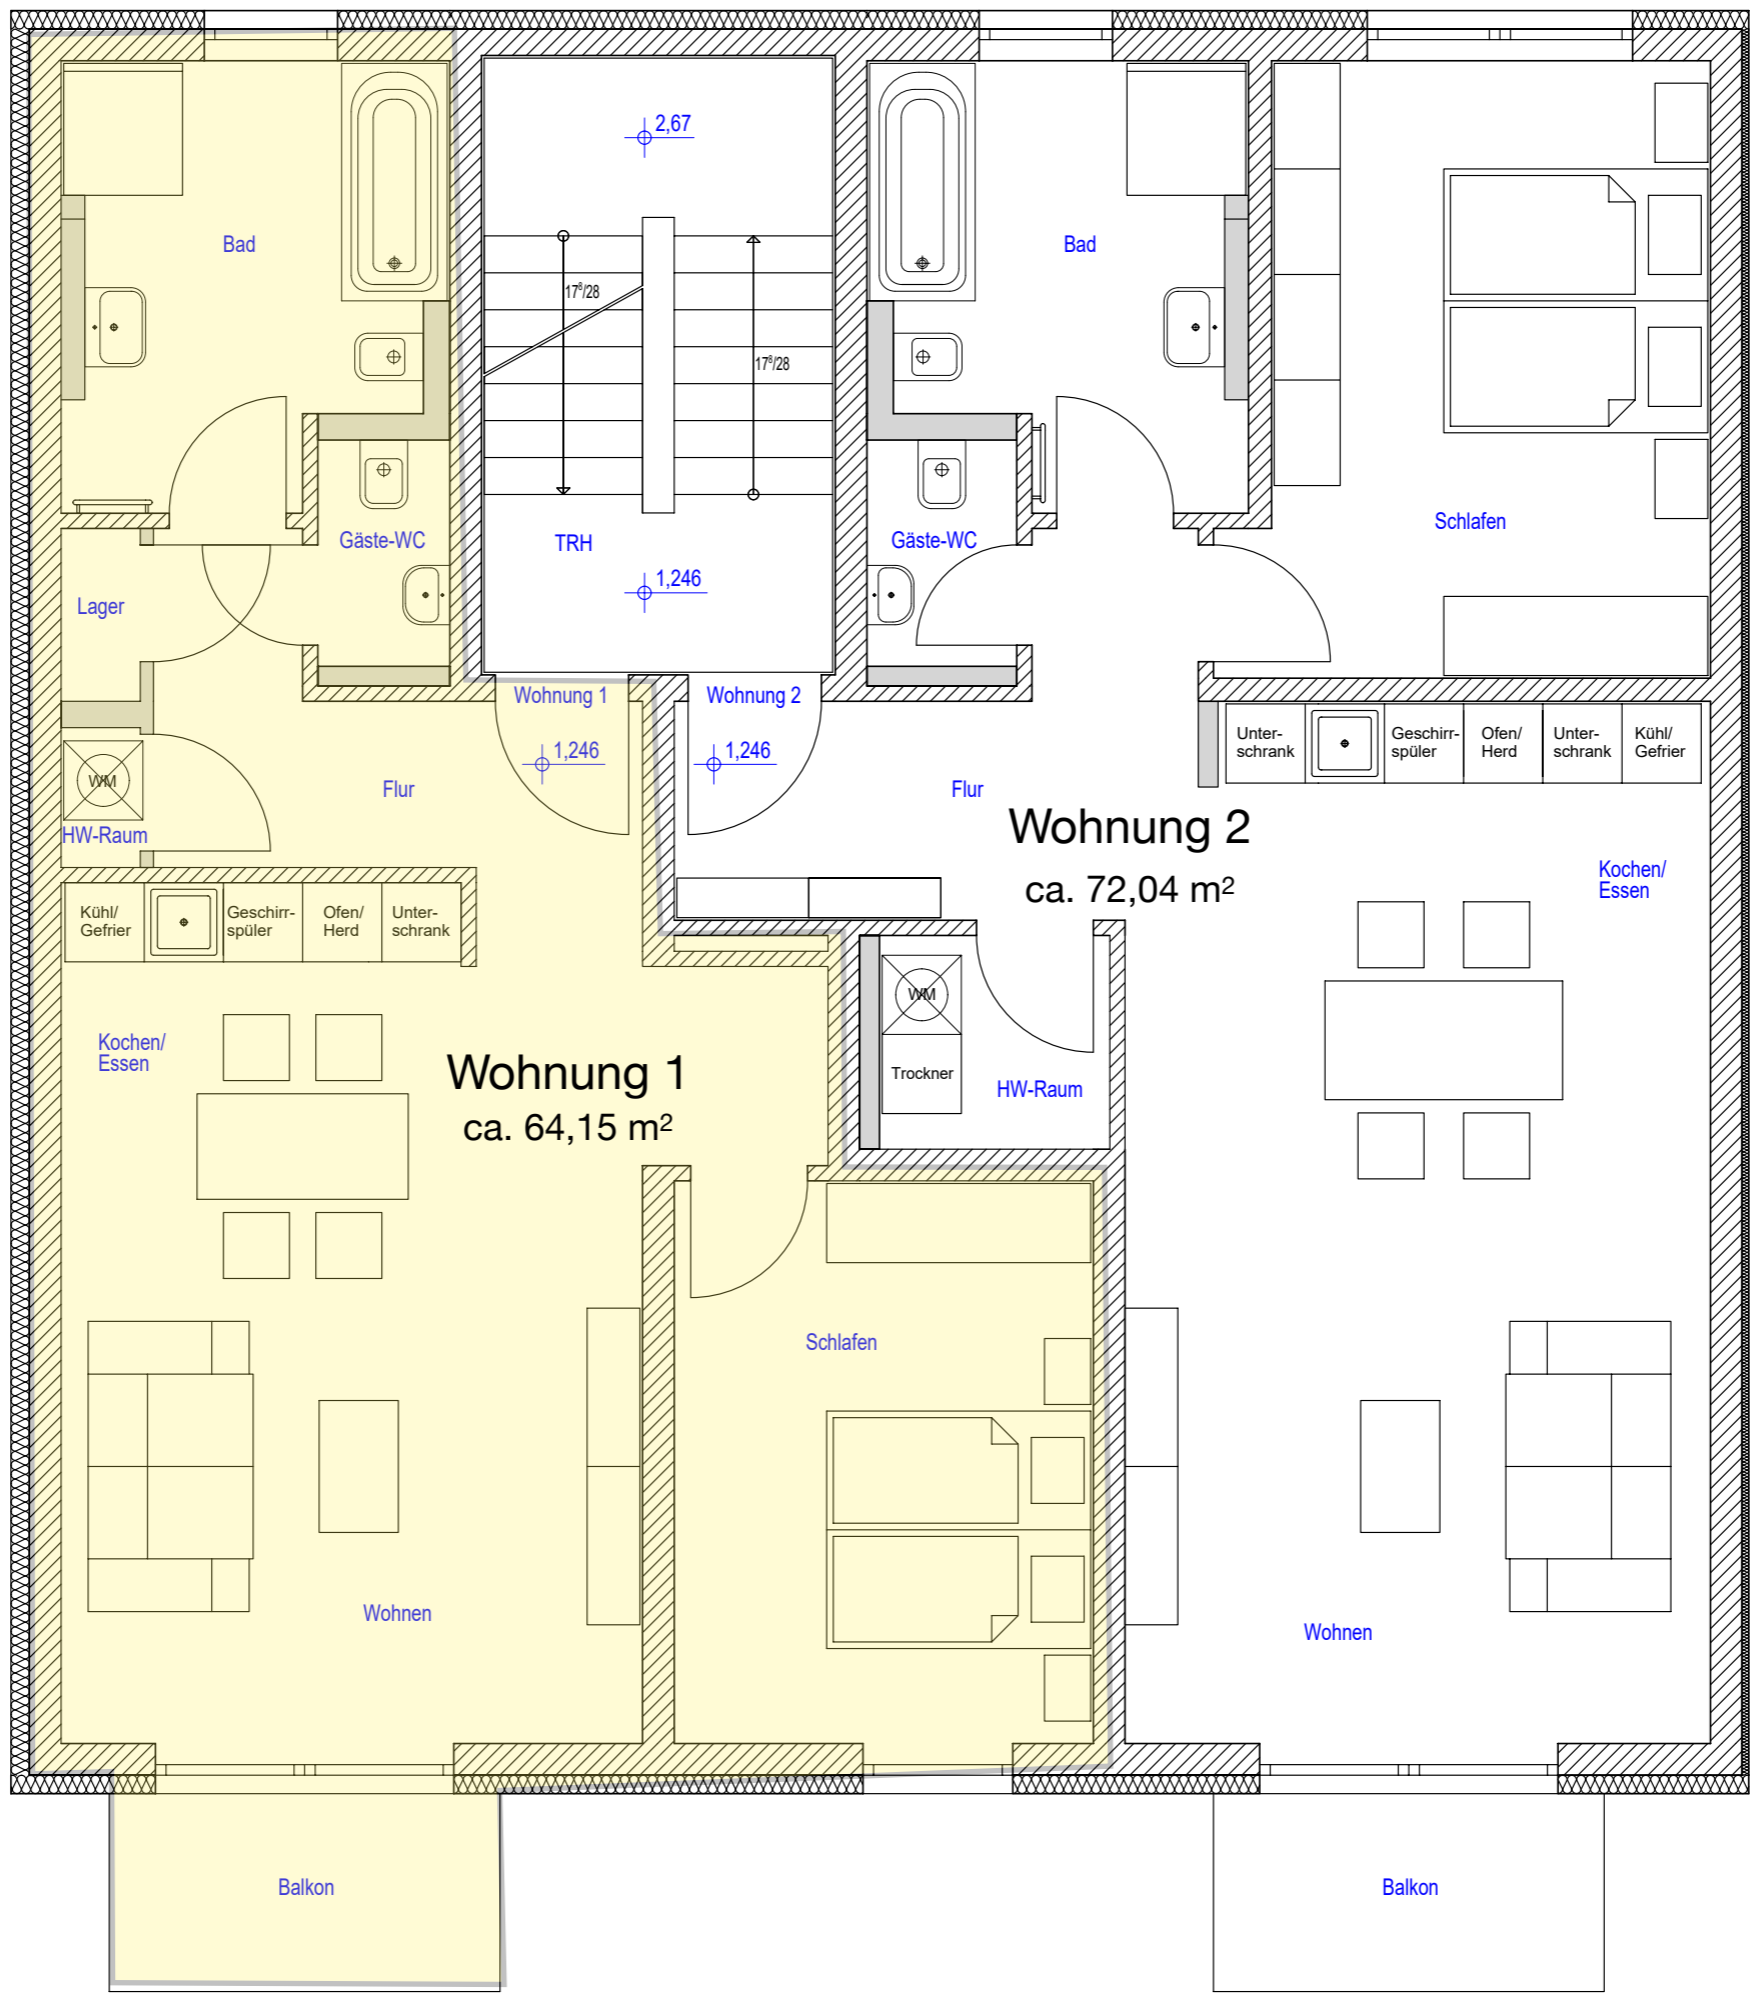 2,67
Bad
Bad
17⁸/28
17⁸/28
Schlafen
Gäste-WC
TRH
Gäste-WC
1,246
Lager
Wohnung 1
Wohnung 2
1,246
1,246
Unter-
schrank
Geschirr-
spüler
Ofen/
Herd
Unter-
schrank
Kühl/
Gefrier
WM
Flur
Flur
HW-Raum
Wohnung 2
ca. 72,04 m²
Kochen/
Essen
Kühl/
Gefrier
Geschirr-
spüler
Ofen/
Herd
Unter-
schrank
WM
Kochen/
Essen
Wohnung 1
ca. 64,15 m²
Trockner
HW-Raum
Schlafen
Wohnen
Wohnen
Balkon
Balkon